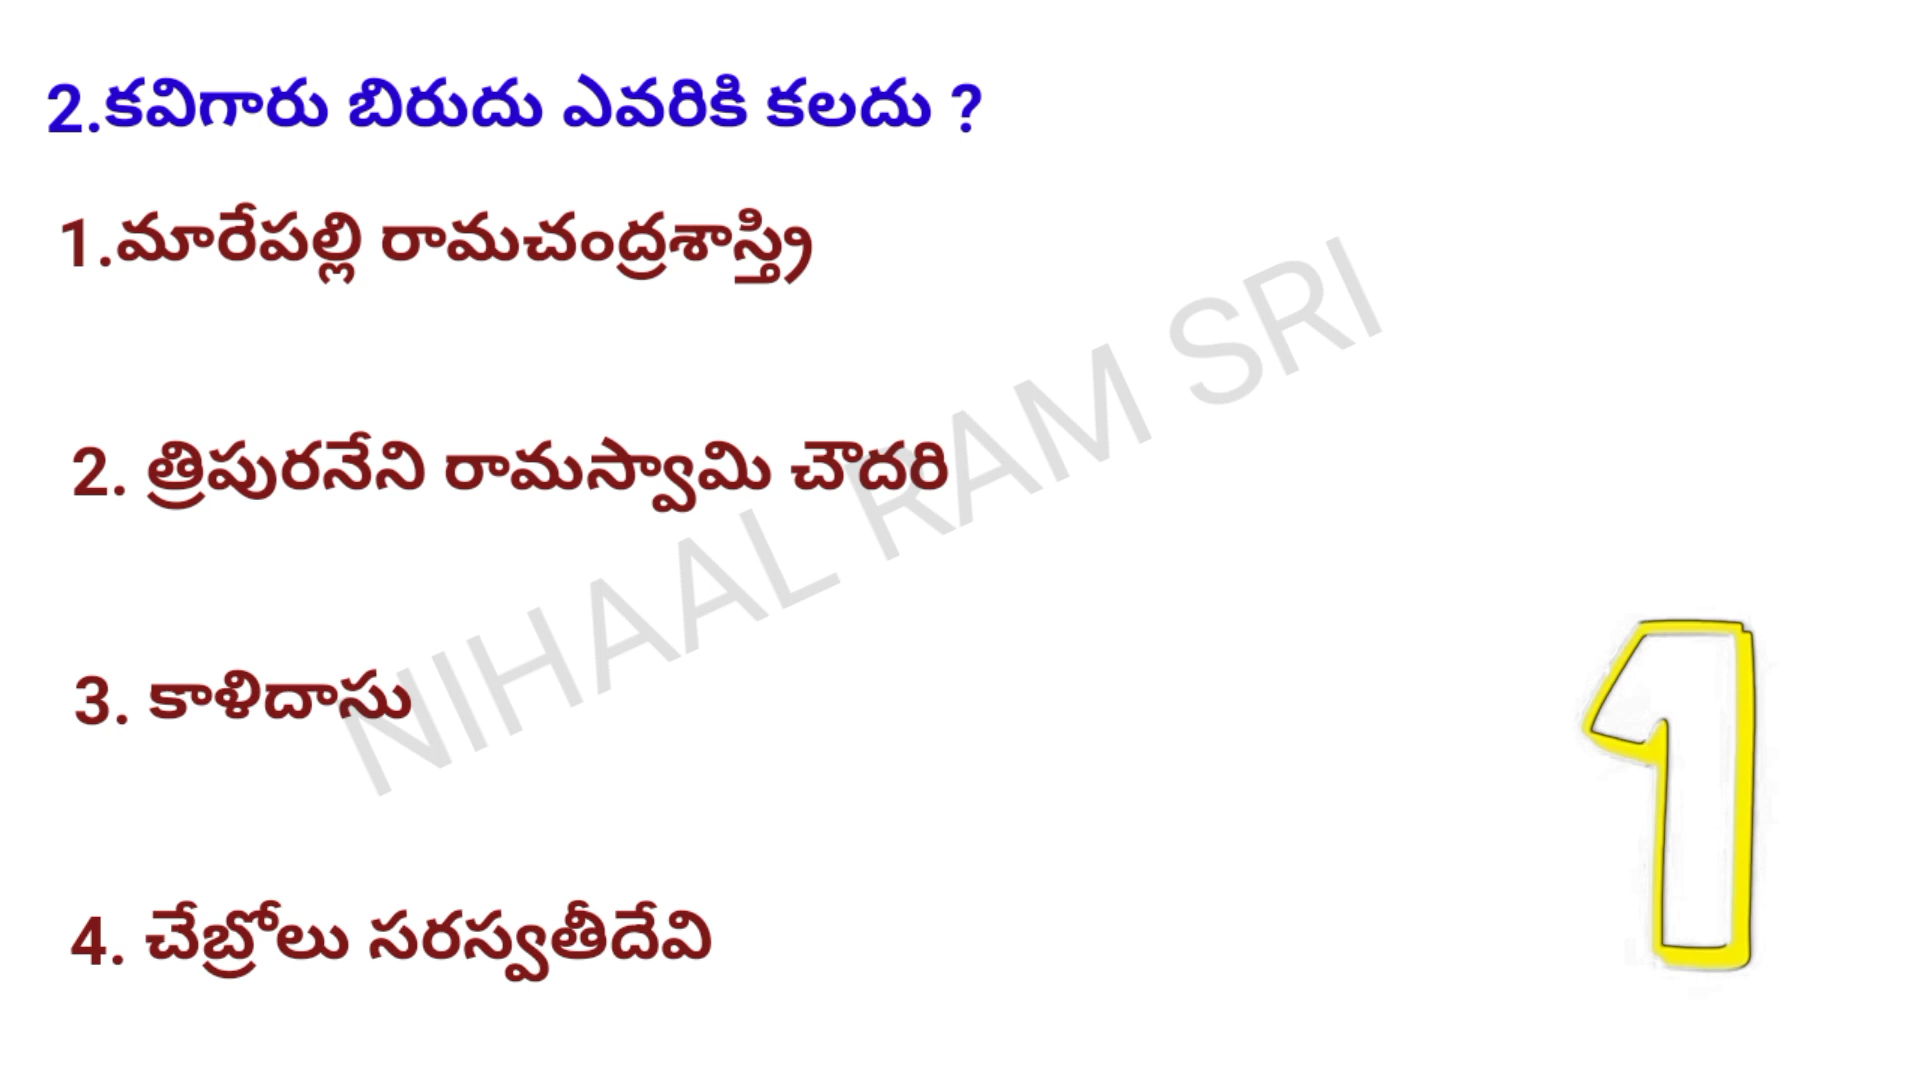 2.కవిగారు బిరుదు ఎవరికి కలదు ?
1.మారేపల్లి రామచంద్రశాస్త్రి
2. త్రిపురనేని రామస్వామి చౌదరి
3. కాళిదాసు
4. చేబ్రోలు సరస్వతీదేవి
NIHAAL RAM SRI
1